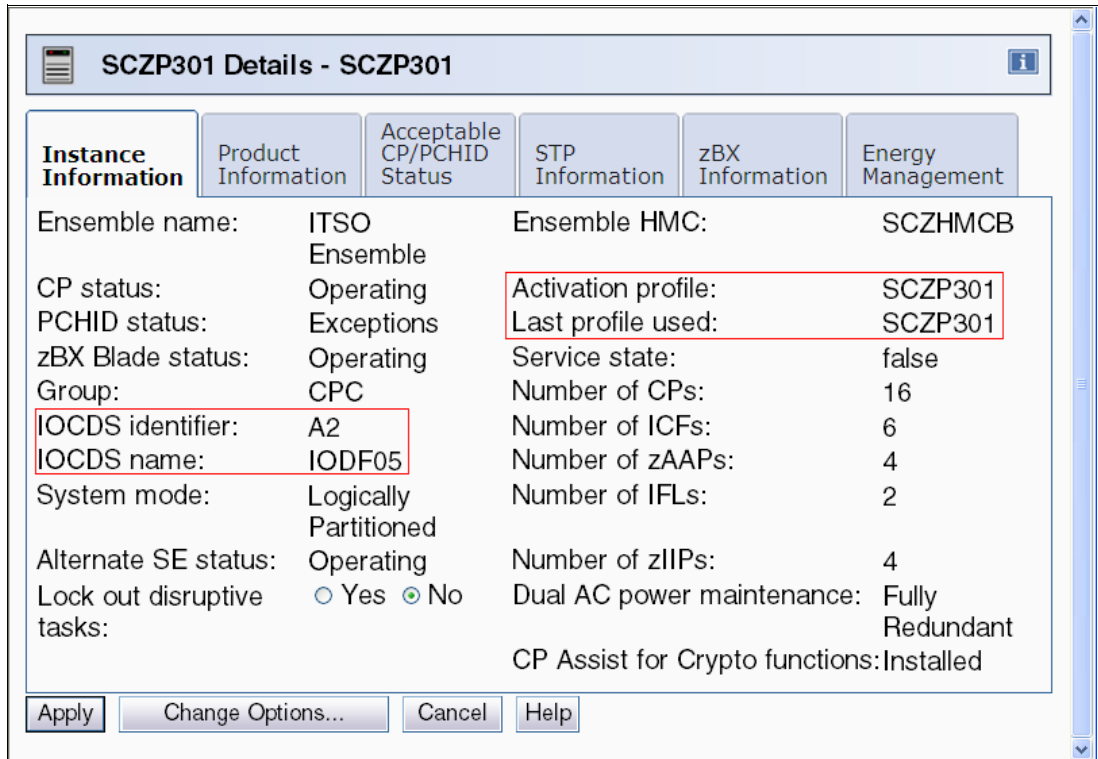 SCZP301 Details - SCZP301
i
Instance Information
Product Information
Acceptable CP/PCHID Status
STP Information
zBX Information
Energy Management
Ensemble name: ITSO Ensemble
Ensemble HMC: SCZHMCB
CP status: Operating
Activation profile: SCZP301
PCHID status: Exceptions
Last profile used: SCZP301
zBX Blade status: Operating
Service state: false
Group: CPC
Number of CPs: 16
IOCDS identifier: A2
Number of ICFs: 6
IOCDS name: IODF05
Number of zAAPs: 4
System mode: Logically Partitioned
Number of IFLs: 2
Alternate SE status: Operating
Number of zIIPs: 4
Lock out disruptive tasks: Yes No
Dual AC power maintenance: Fully Redundant
CP Assist for Crypto functions: Installed
Apply
Change Options...
Cancel
Help